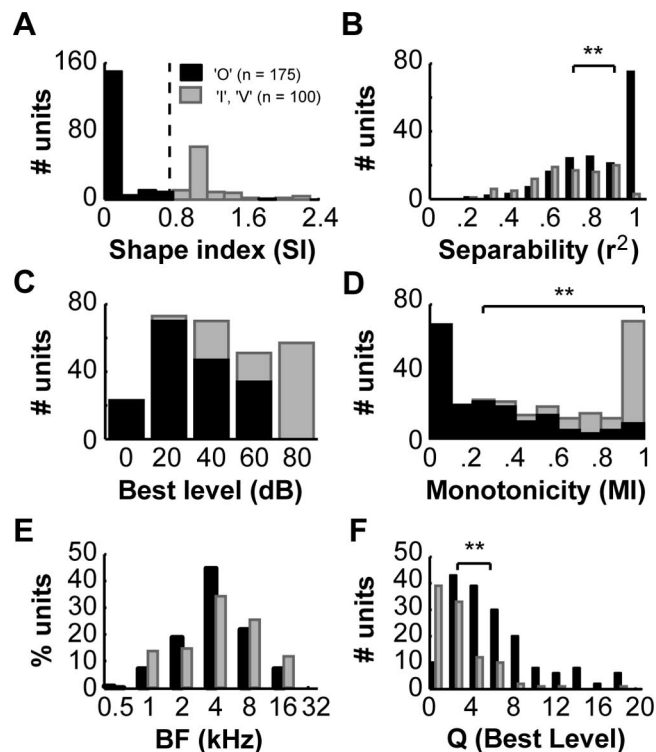 A
160
80
0
# units
'O' (n = 175)
'I', 'V' (n = 100)
0 0.8 1.6 2.4
Shape index (SI)
B
80
40
0
# units
**
0 .2 .4 .6 .8 1
Separability (r²)
C
80
40
0
# units
0 20 40 60 80
Best level (dB)
D
80
40
0
# units
**
0 .2 .4 .6 .8 1
Monotonicity (MI)
E
50
40
30
20
10
0
% units
0.5 1 2 4 8 16 32
BF (kHz)
F
50
40
30
20
10
0
# units
**
0 4 8 12 16 20
Q (Best Level)